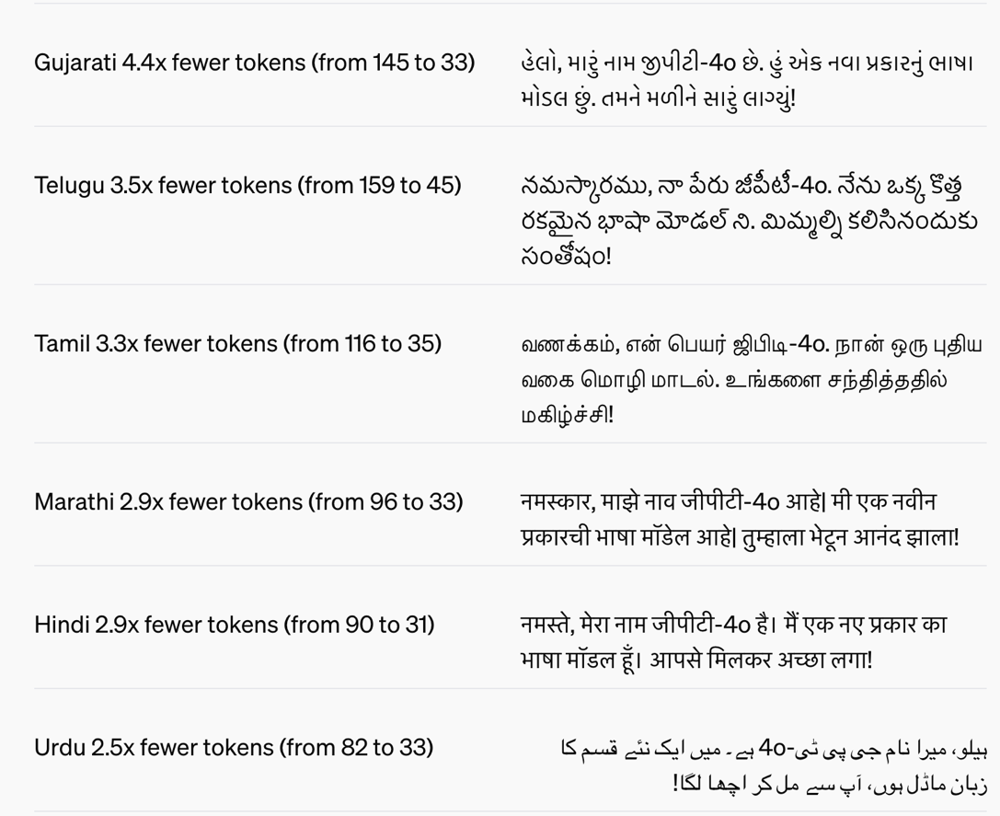 Gujarati 4.4x fewer tokens (from 145 to 33)
હેલો, મારું નામ જીપીટી-4o છે. હું એક નવા પ્રકારનું ભાષા
મોડલ છું. તમને મળીને સારું લાગ્યું!
Telugu 3.5x fewer tokens (from 159 to 45)
నమస్కారము, నా పేరు జీపీటీ-4o. నేను ఒక్క కొత్త
రకమైన భాషా మోడల్ ని. మిమ్మల్ని కలిసినందుకు
సంతోషం!
Tamil 3.3x fewer tokens (from 116 to 35)
வணக்கம், என் பெயர் ஜிபிடி-4o. நான் ஒரு புதிய
வகை மொழி மாடல். உங்களை சந்தித்ததில்
மகிழ்ச்சி!
Marathi 2.9x fewer tokens (from 96 to 33)
नमस्कार, माझे नाव जीपीटी-4o आहे| मी एक नवीन
प्रकारची भाषा मॉडेल आहे| तुम्हाला भेटून आनंद झाला!
Hindi 2.9x fewer tokens (from 90 to 31)
नमस्ते, मेरा नाम जीपीटी-4o है। मैं एक नए प्रकार का
भाषा मॉडल हूँ। आपसे मिलकर अच्छा लगा!
Urdu 2.5x fewer tokens (from 82 to 33)
ہیلو، میرا نام جی پی ٹی-4o ہے۔ میں ایک نئے قسم کا
زبان ماڈل ہوں، آپ سے مل کر اچھا لگا!